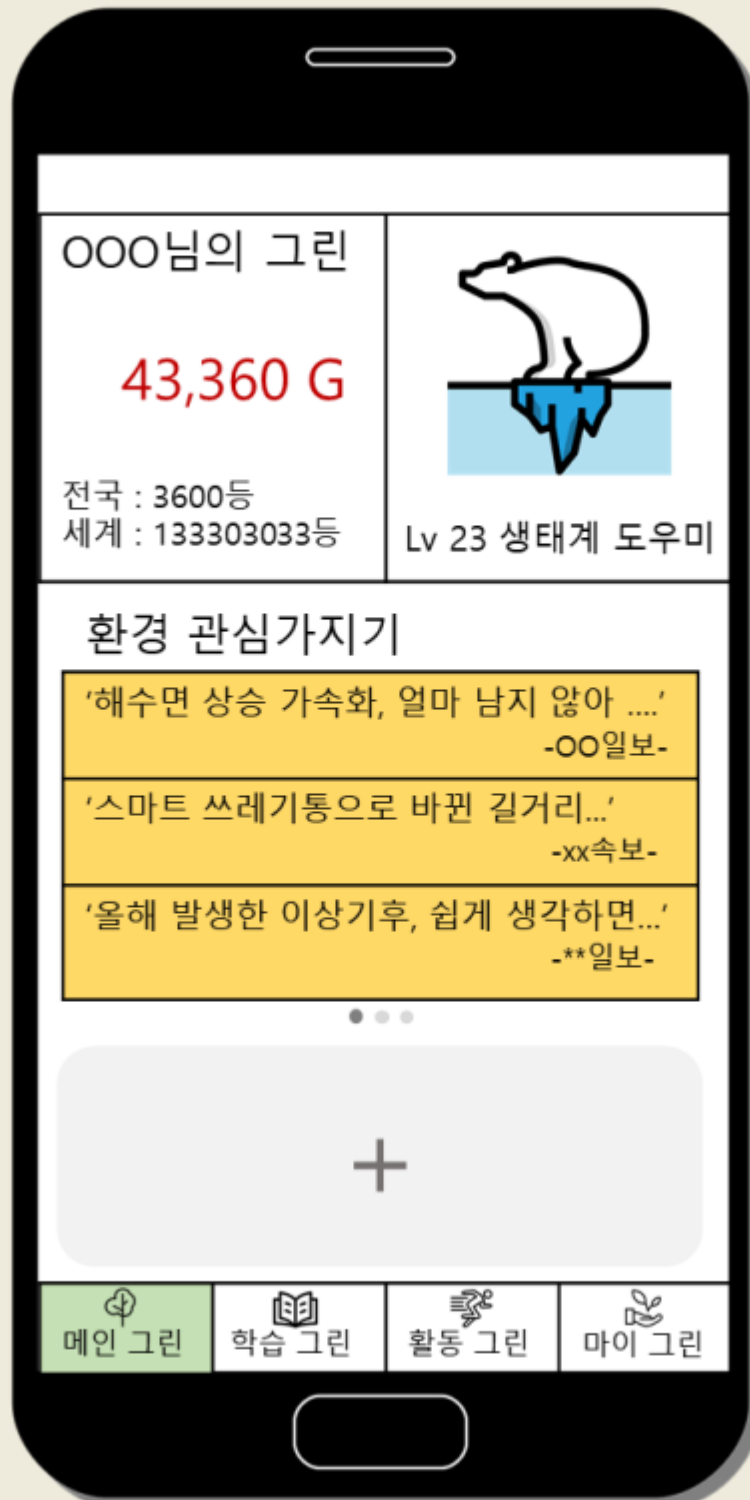 OOO님의 그린
43,360 G
전국 : 3600등
세계 : 133303033등
Lv 23 생태계 도우미
환경 관심가지기
‘해수면 상승 가속화, 얼마 남지 않아 ....’
-OO일보-
‘스마트 쓰레기통으로 바뀐 길거리...’
-xx속보-
‘올해 발생한 이상기후, 쉽게 생각하면...’
-**일보-
+
메인 그린
학습 그린
활동 그린
마이 그린